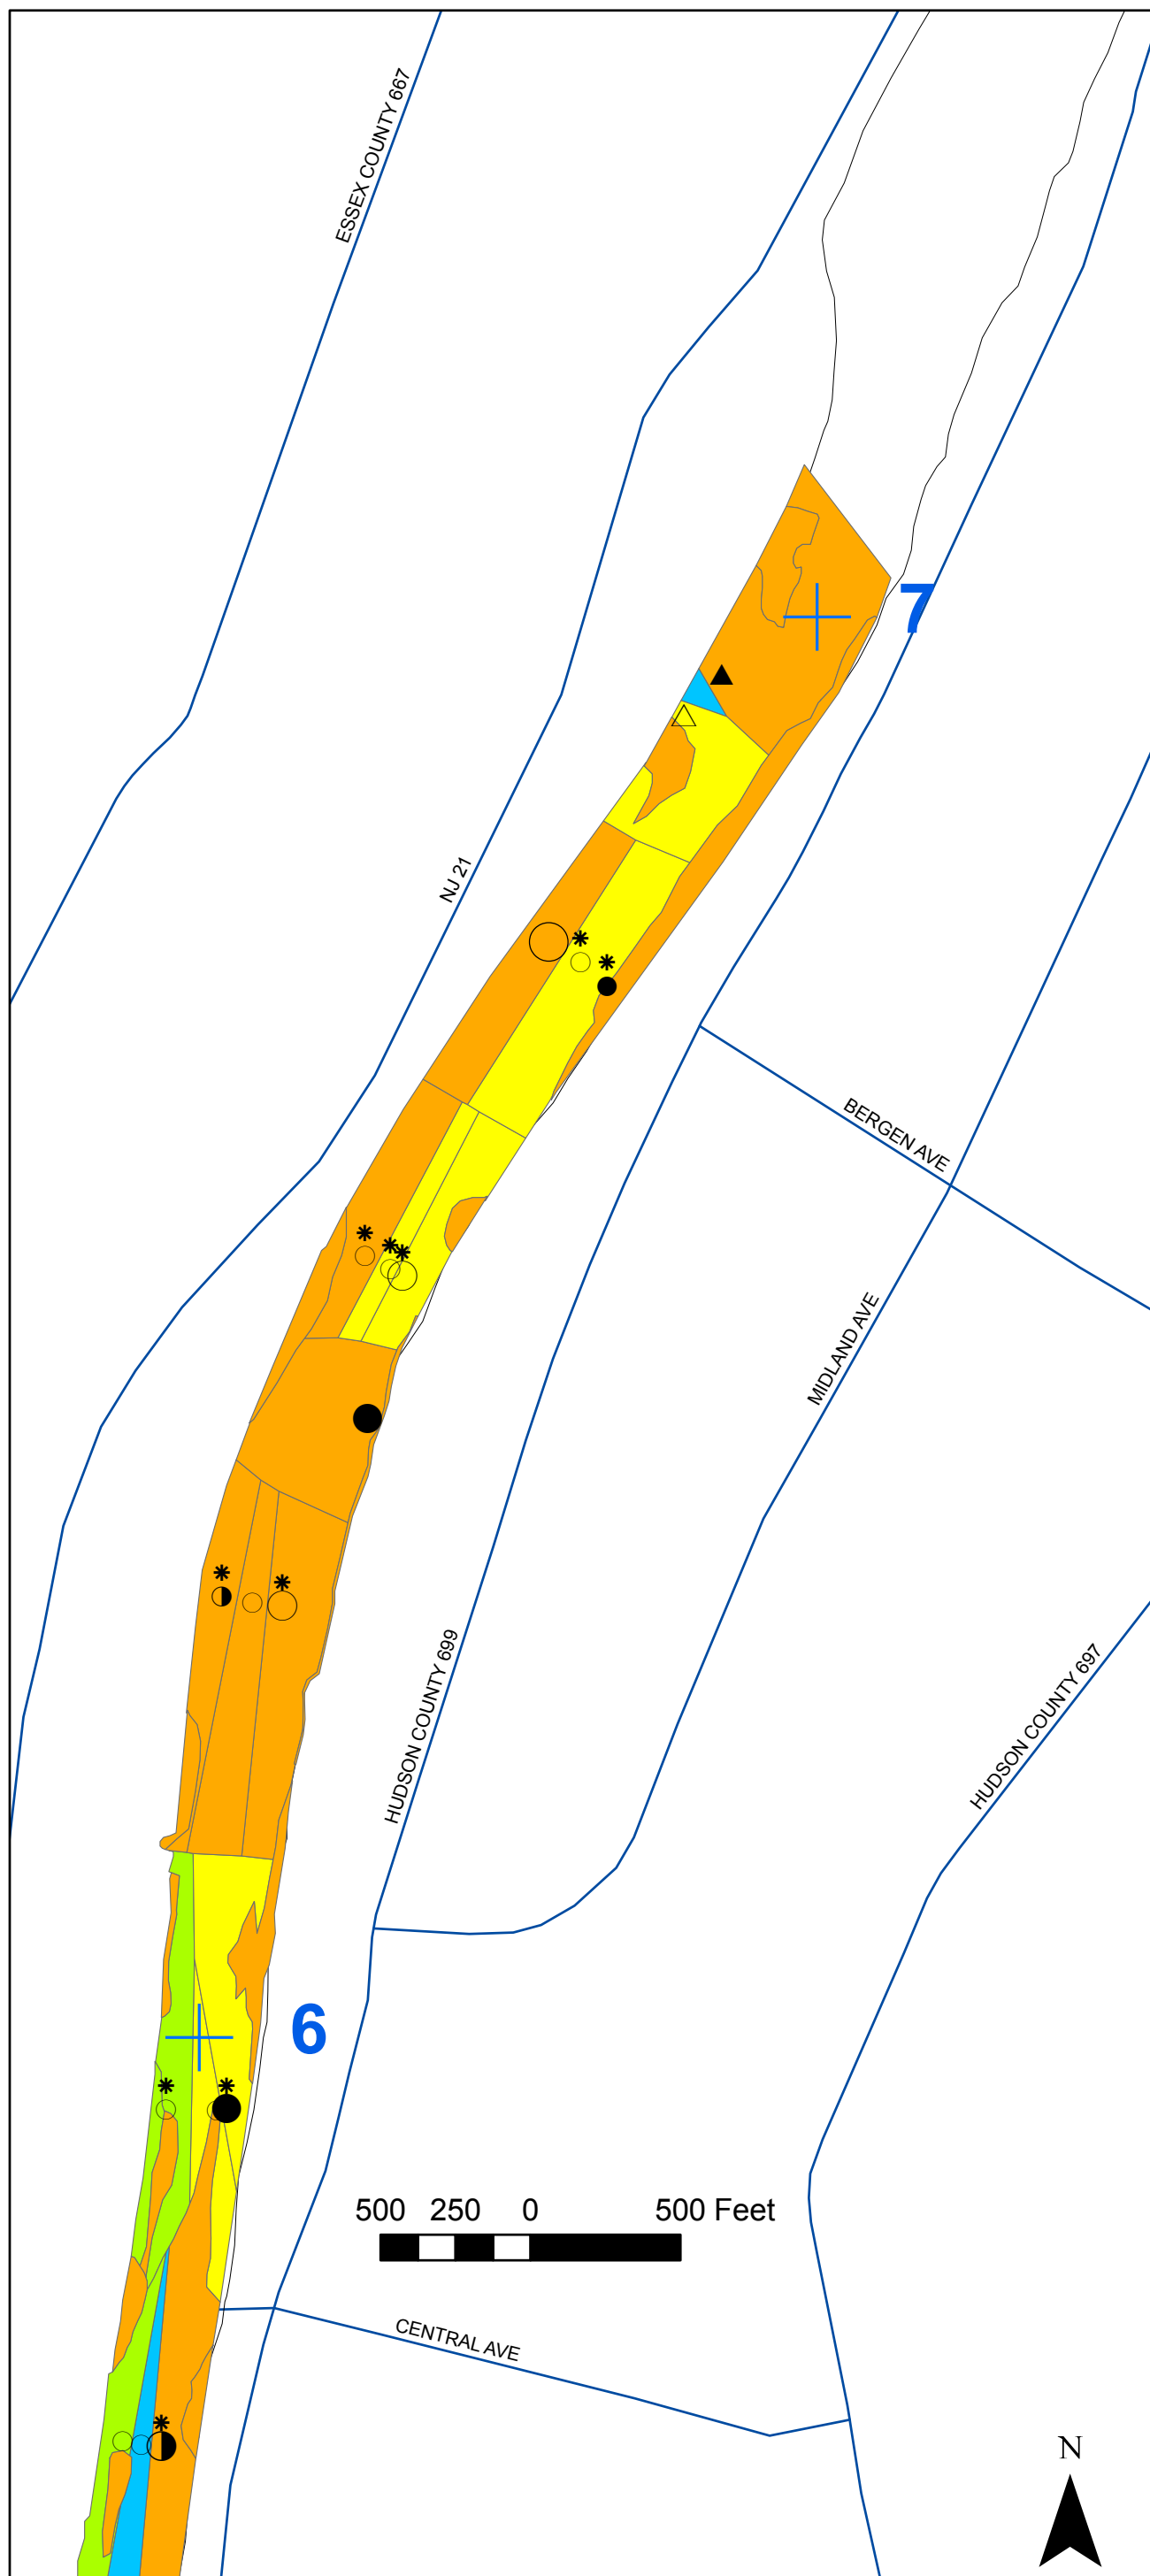 ESSEX COUNTY 667
7
NJ 21
BERGEN AVE
MIDLAND AVE
HUDSON COUNTY 699
HUDSON COUNTY 697
6
500 250 0 500 Feet
CENTRAL AVE
N